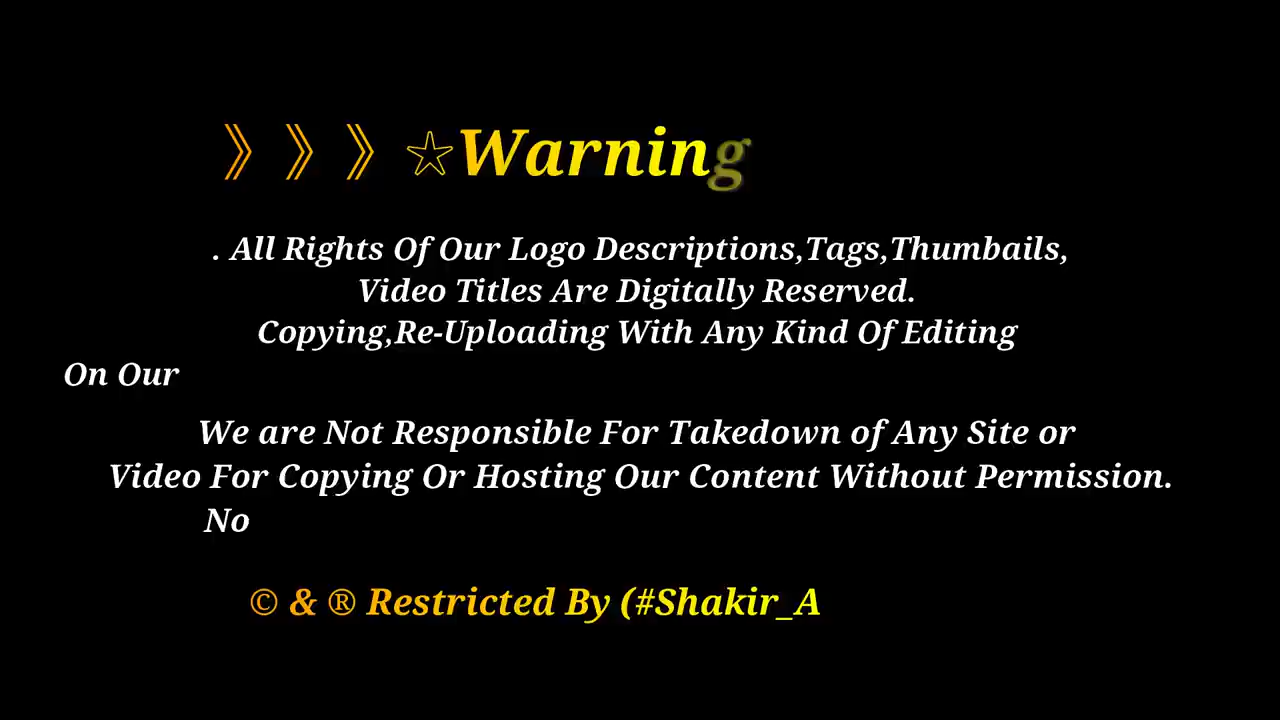 》》》☆Warning
. All Rights Of Our Logo Descriptions,Tags,Thumbails,
Video Titles Are Digitally Reserved.
Copying,Re-Uploading With Any Kind Of Editing
On Our
We are Not Responsible For Takedown of Any Site or
Video For Copying Or Hosting Our Content Without Permission.
No
© & ® Restricted By (#Shakir_A